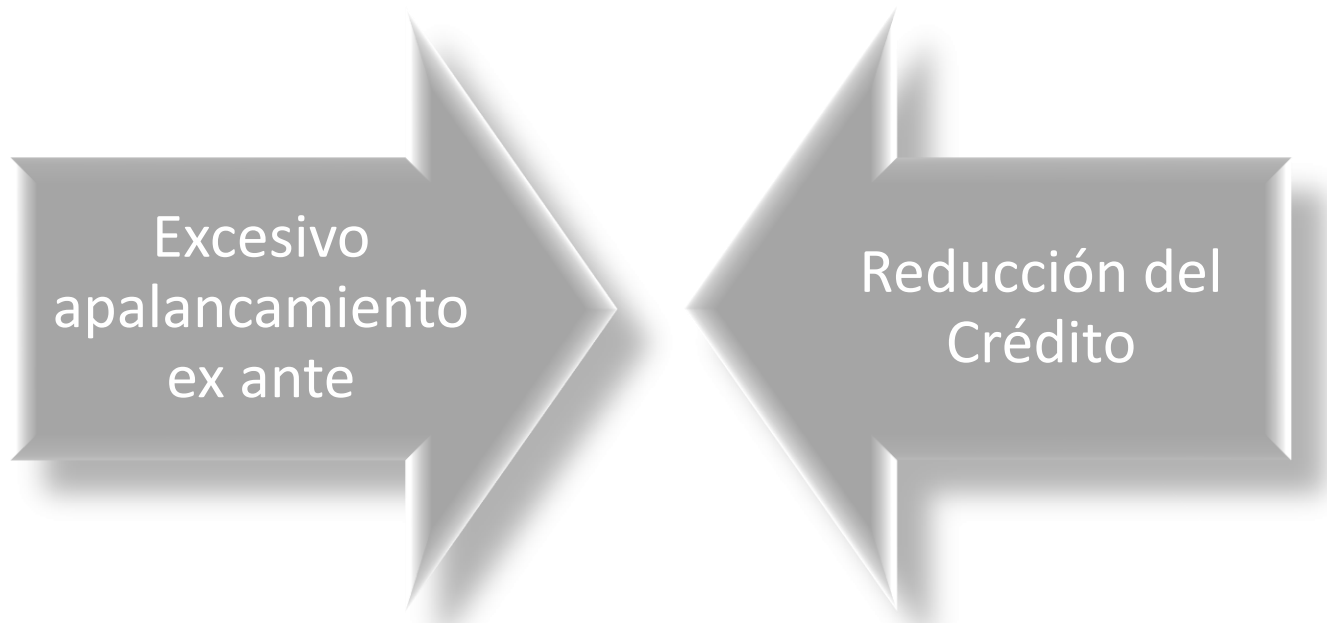 Excesivo
apalancamiento
ex ante
Reducción del
Crédito